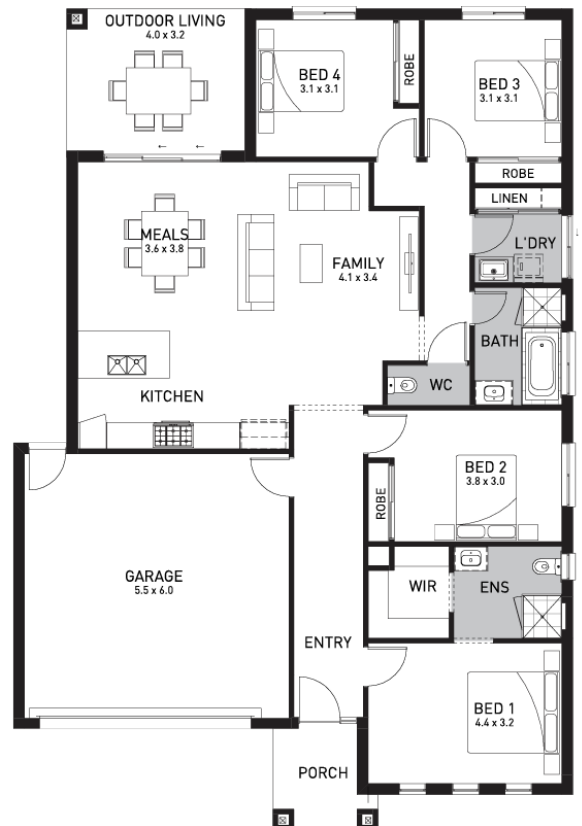 OUTDOOR LIVING
4.0 x 3.2
BED 4
3.1 x 3.1
ROBE
BED 3
3.1 x 3.1
ROBE
LINEN
L'DRY
MEALS
3.6 x 3.8
FAMILY
4.1 x 3.4
BATH
WC
KITCHEN
BED 2
3.8 x 3.0
ROBE
GARAGE
5.5 x 6.0
WIR
ENS
ENTRY
BED 1
4.4 x 3.2
PORCH